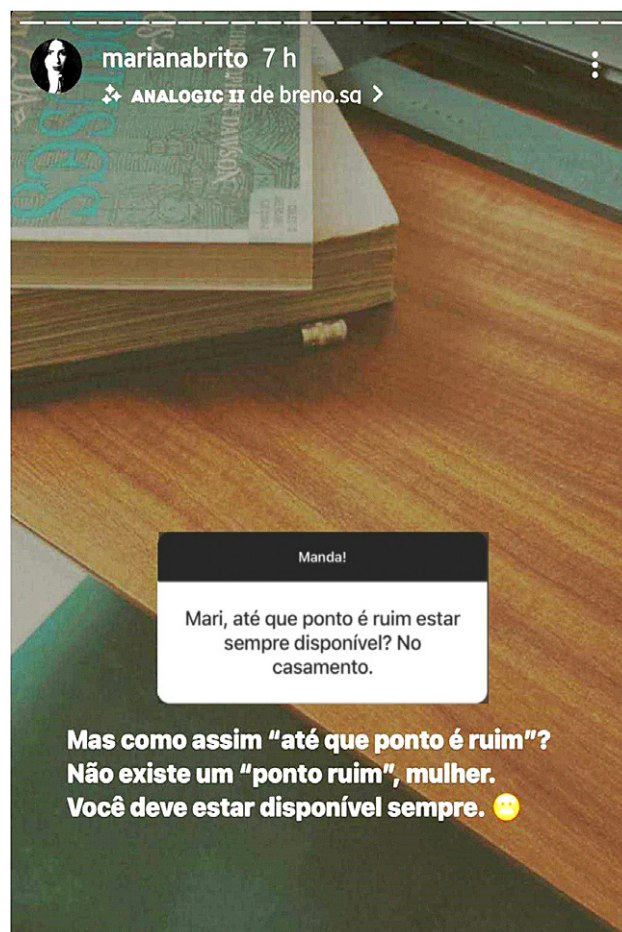 marianabrito 7 h
ANALOGIC II de breno.sq >
DAWSON
Manda!
Mari, até que ponto é ruim estar
sempre disponível? No
casamento.
Mas como assim “até que ponto é ruim”?
Não existe um “ponto ruim”, mulher.
Você deve estar disponível sempre. 😬